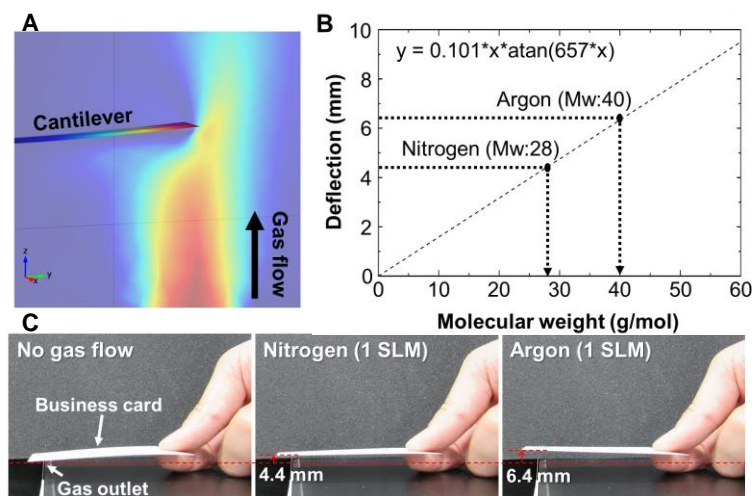 A
Cantilever
Gas flow
z
y
x
B
y = 0.101*x*atan(657*x)
Argon (Mw:40)
Nitrogen (Mw:28)
Deflection (mm)
10
8
6
4
2
0
0 10 20 30 40 50 60
Molecular weight (g/mol)
C
No gas flow
Business card
Gas outlet
Nitrogen (1 SLM)
4.4 mm
Argon (1 SLM)
6.4 mm